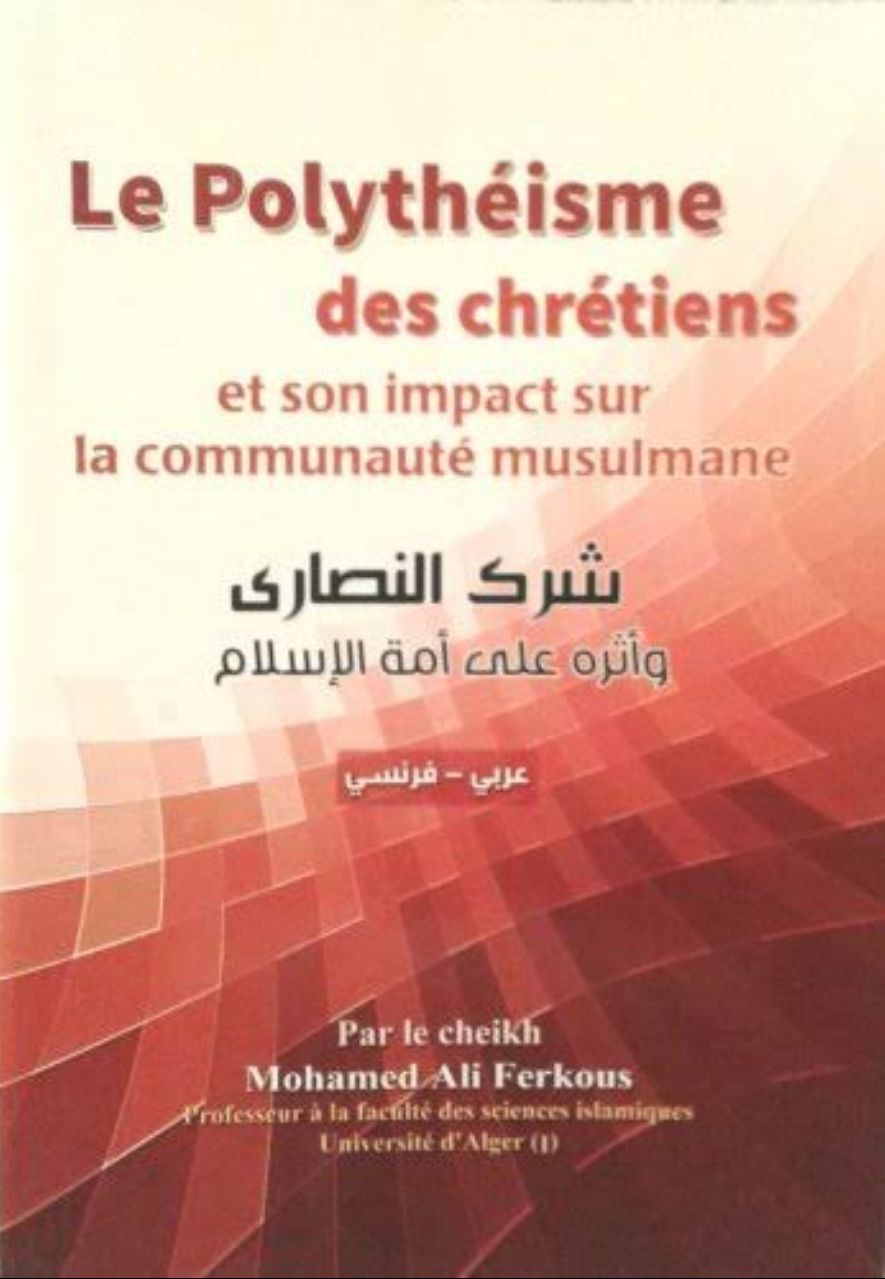 Le Polythéisme
des chrétiens
et son impact sur
la communauté musulmane
شرك النصارى
وأثره على أمة الإسلام
عربي - فرنسي
Par le cheikh
Mohamed Ali Ferkous
Professeur à la faculté des sciences islamiques
Université d'Alger (1)